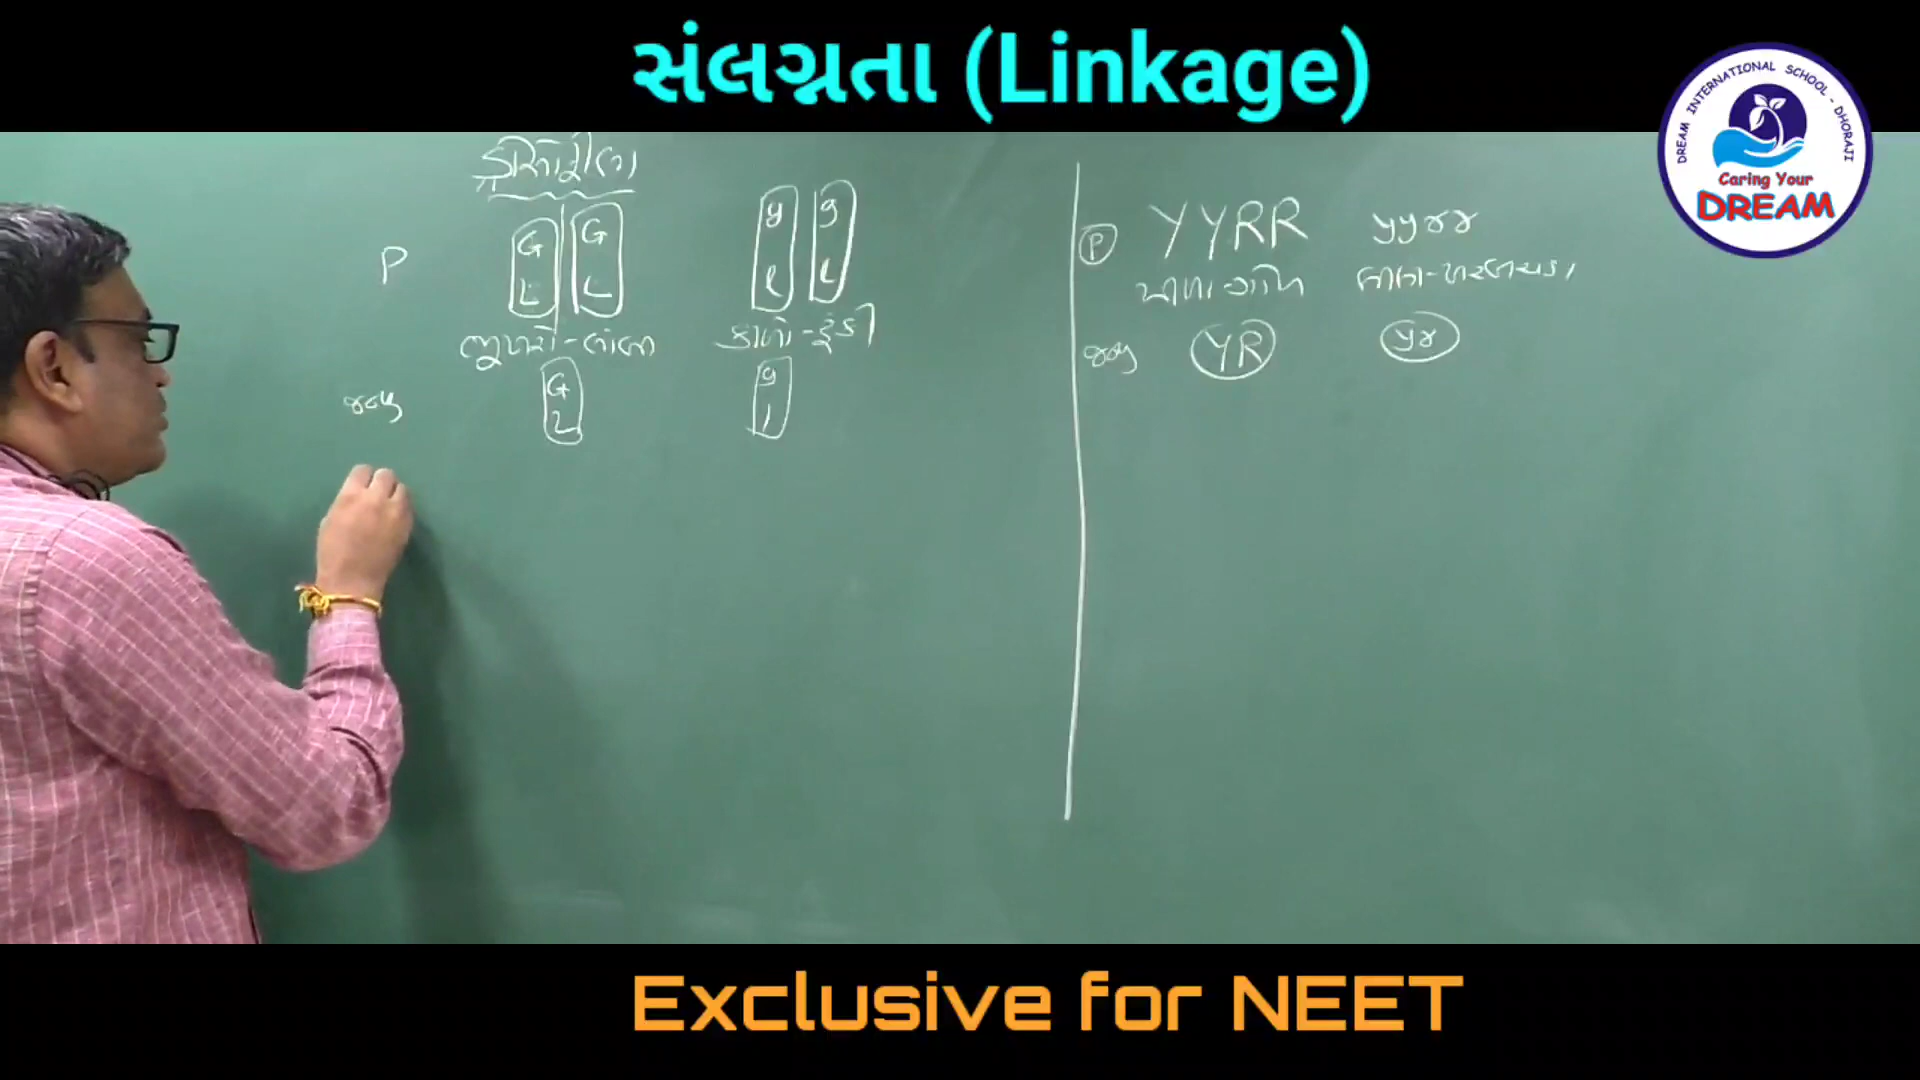 સંલગ્નતા (Linkage)
DREAM INTERNATIONAL SCHOOL - DHORAJI
Caring Your
DREAM
ડ્રોસોફીલા
P
G G
L L
g
L
ભુખરો - લાંબા
કાળો - ટૂંકી
જન્યુ
G
L
g
l
P YYRR yyrr
પીળા - ગોળ લીલા - ખરબચડા
જન્યુ YR yr
Exclusive for NEET